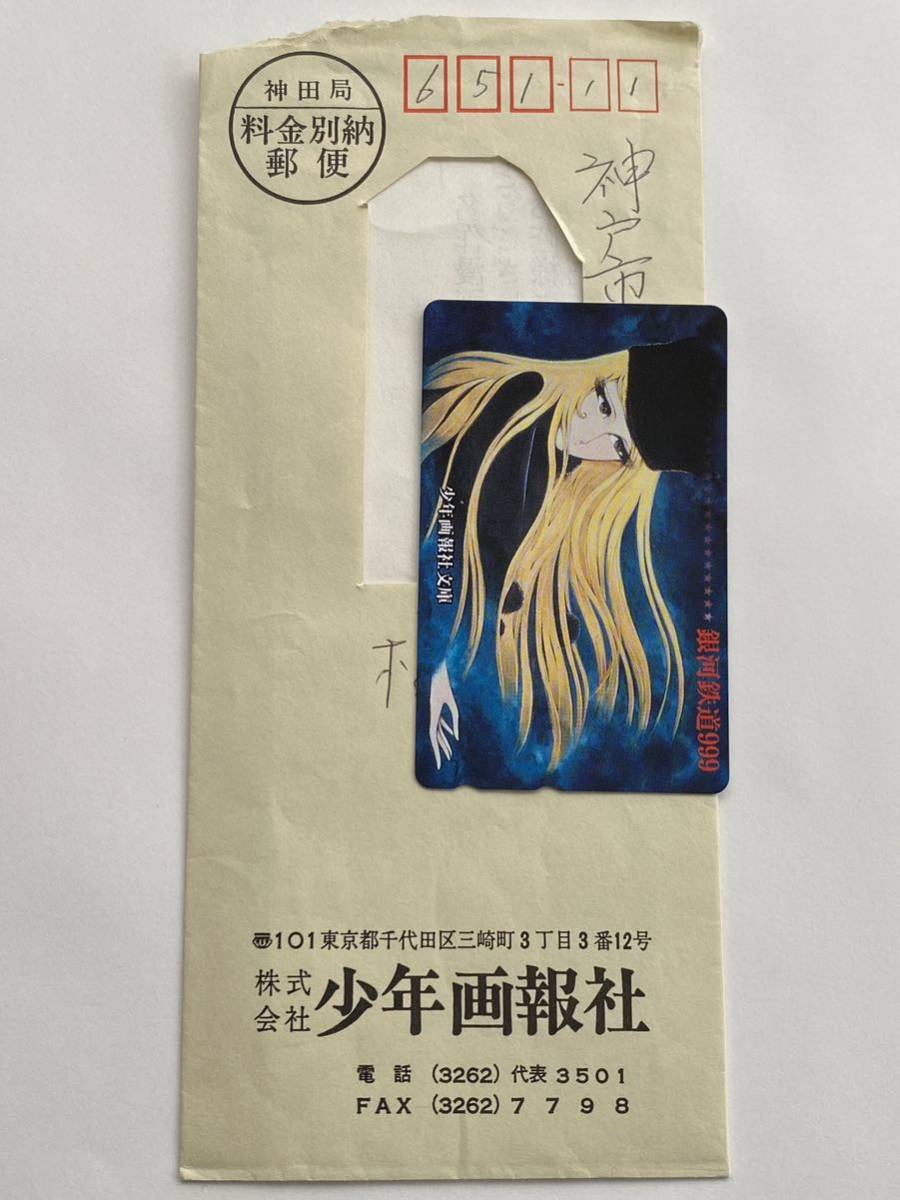 神田局
料金別納
郵便
651-11
神戸市
少年画報社文庫
★★★★★★★★★★★★
銀河鉄道999
〠101東京都千代田区三崎町3丁目3番12号
株式会社 少年画報社
電話 (3262) 代表 3501
FAX (3262) 7798